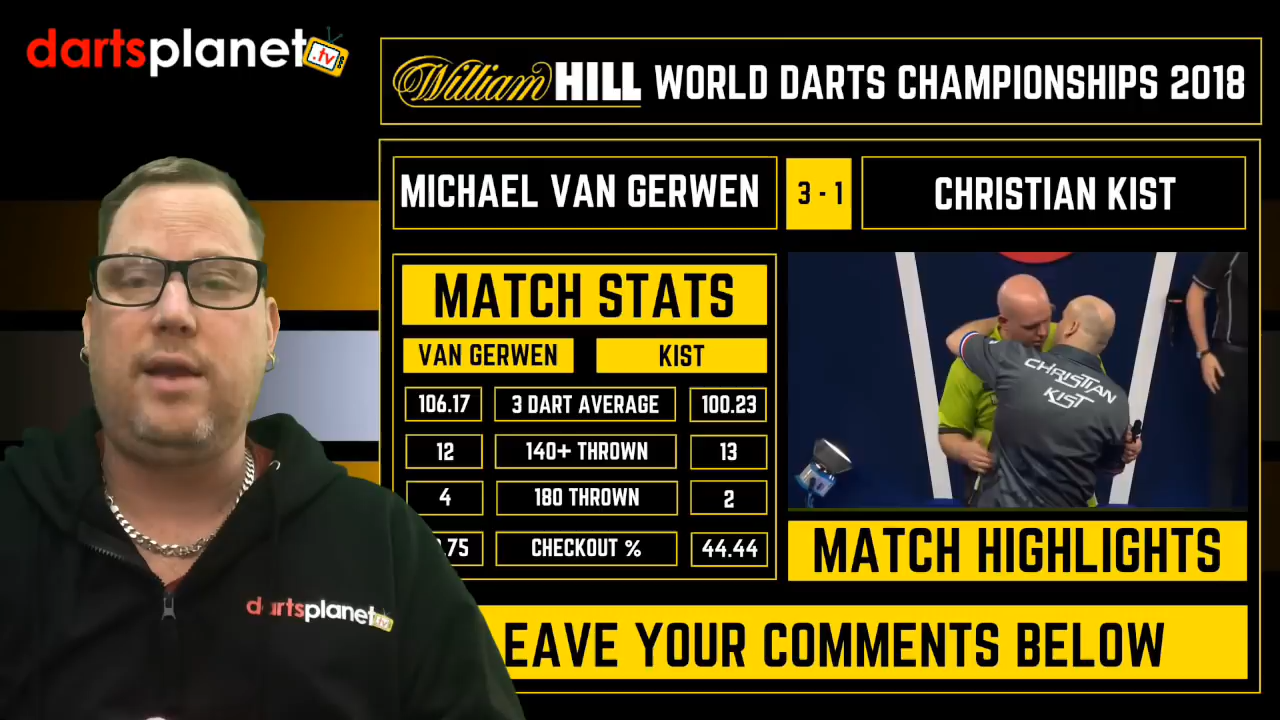 dartsplanet.tv
William HILL WORLD DARTS CHAMPIONSHIPS 2018
MICHAEL VAN GERWEN 3 - 1 CHRISTIAN KIST
MATCH STATS
VAN GERWEN KIST
106.17 3 DART AVERAGE 100.23
12 140+ THROWN 13
4 180 THROWN 2
.75 CHECKOUT % 44.44
CHRISTIAN
KIST
MATCH HIGHLIGHTS
EAVE YOUR COMMENTS BELOW
dartsplanet.tv